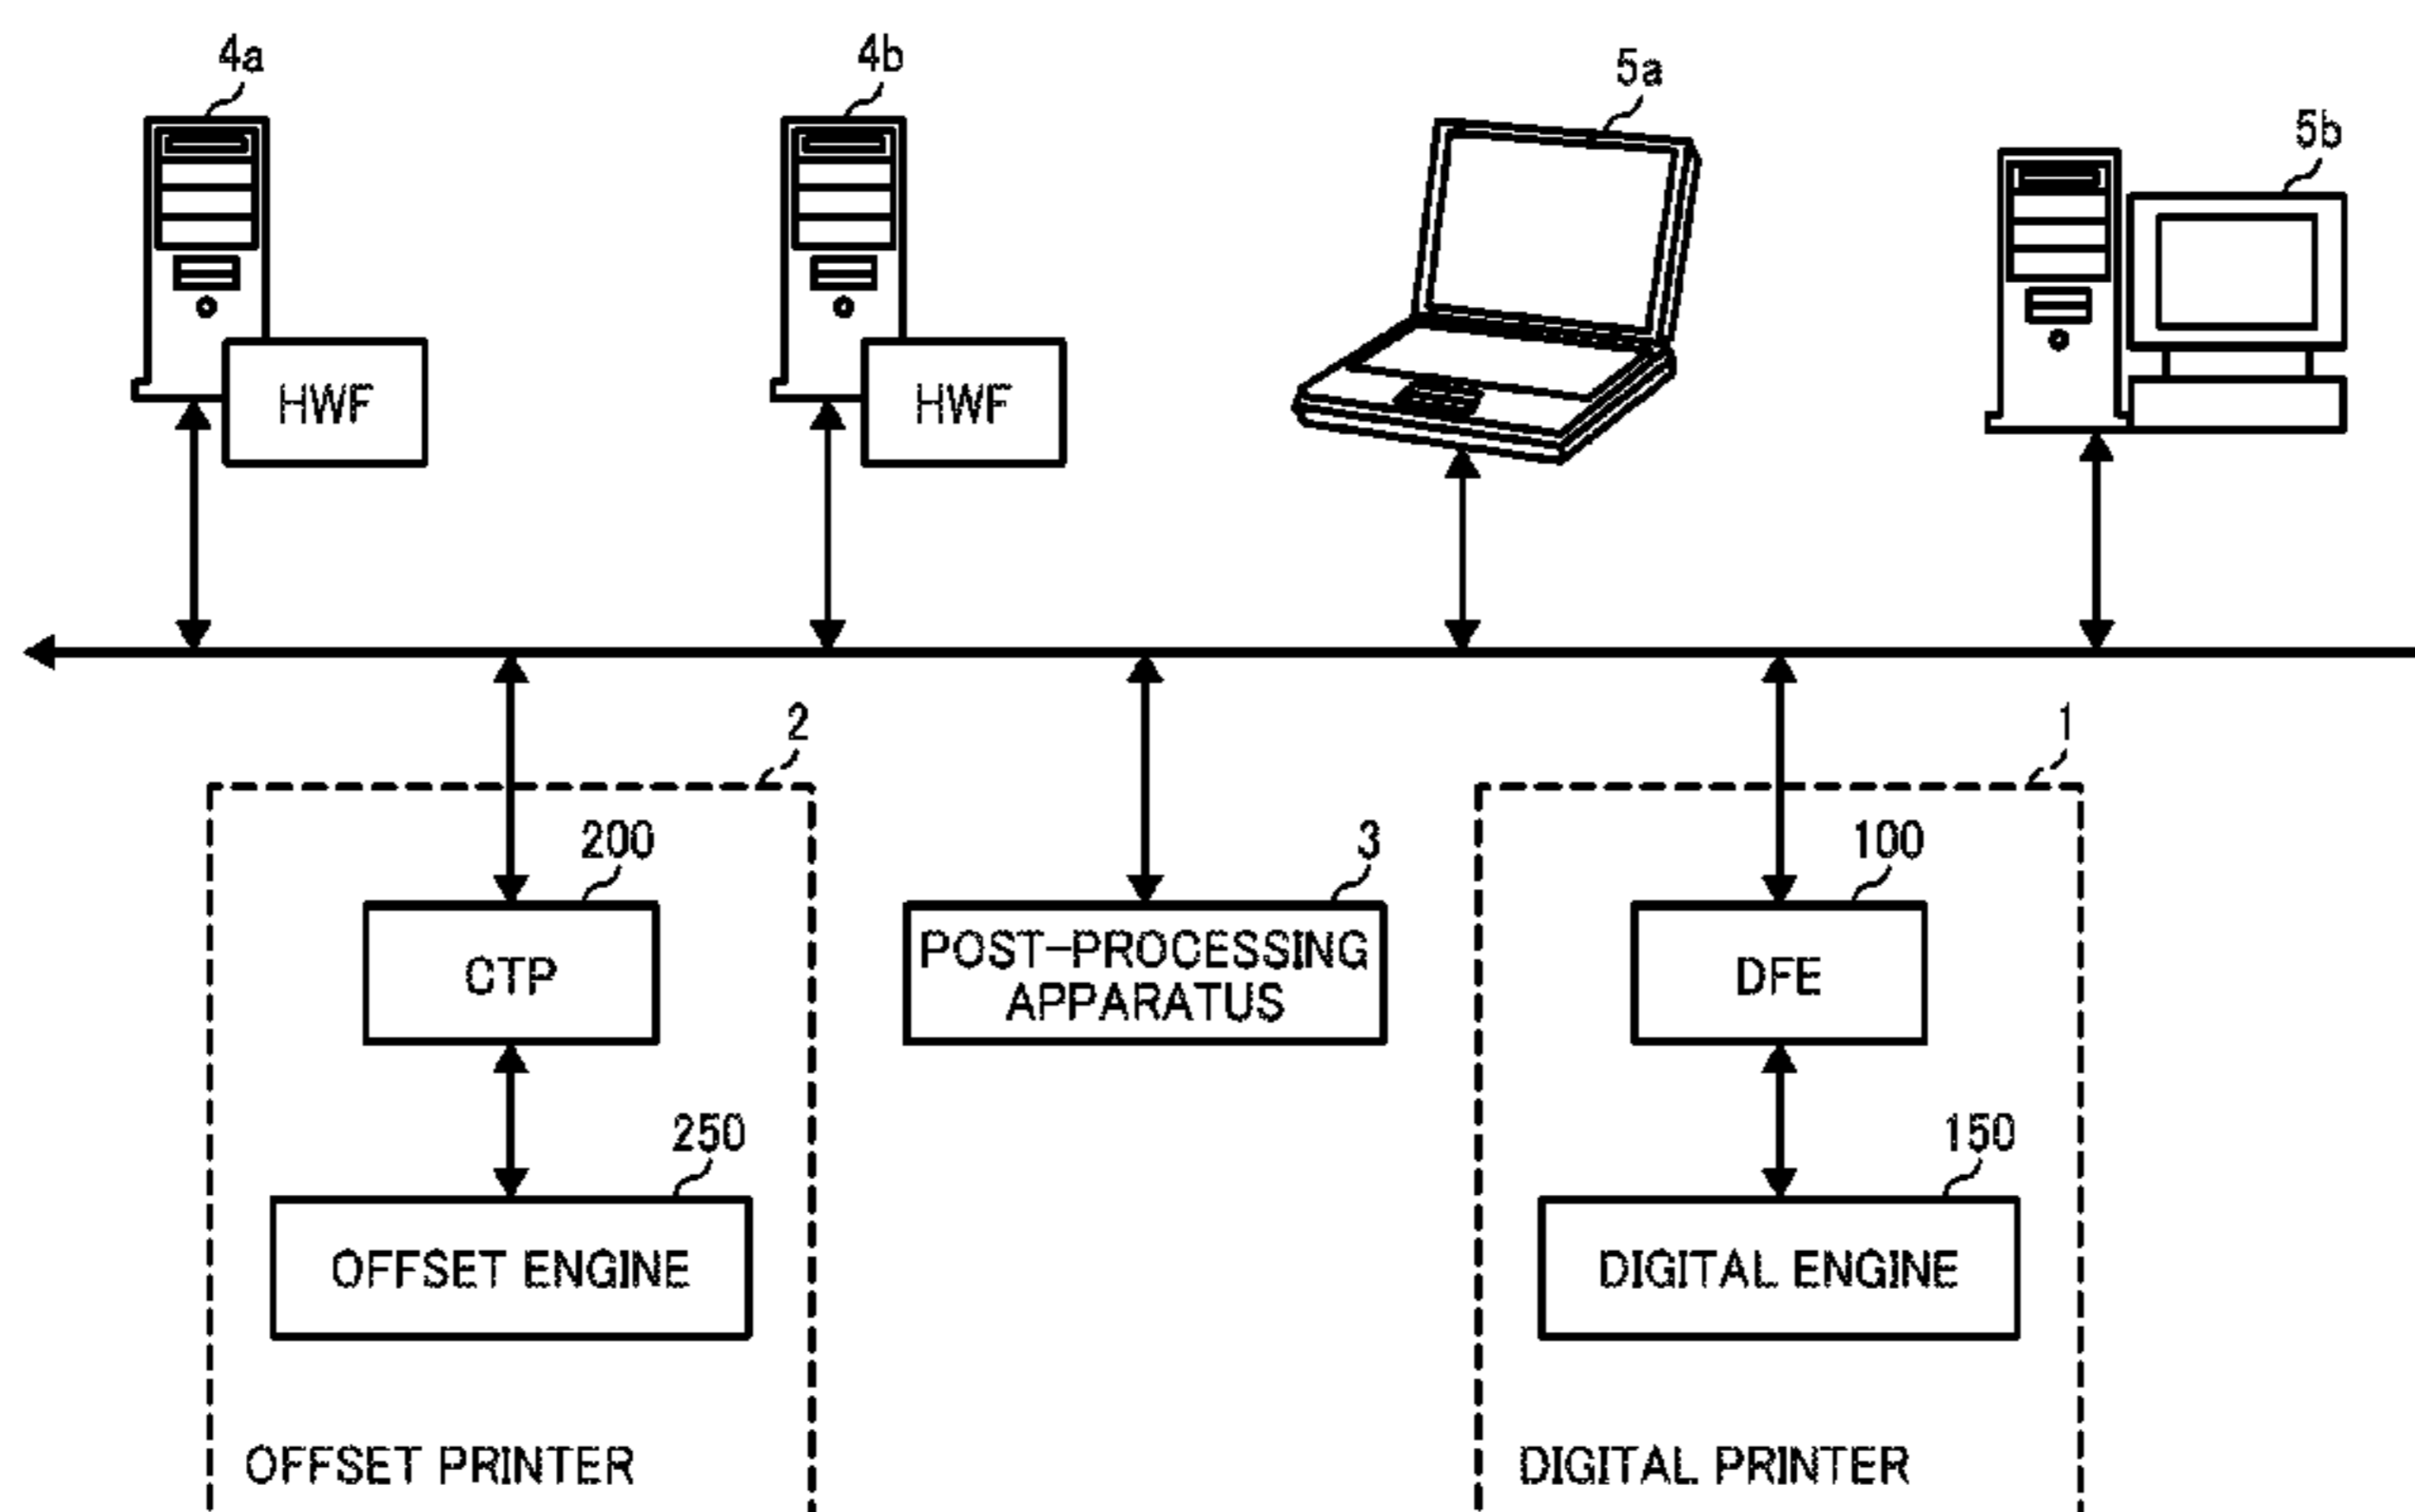 4a
4b
5a
5b
HWF
HWF
2
1
200
3
100
CTP
POST-PROCESSING
APPARATUS
DFE
250
150
OFFSET ENGINE
DIGITAL ENGINE
OFFSET PRINTER
DIGITAL PRINTER